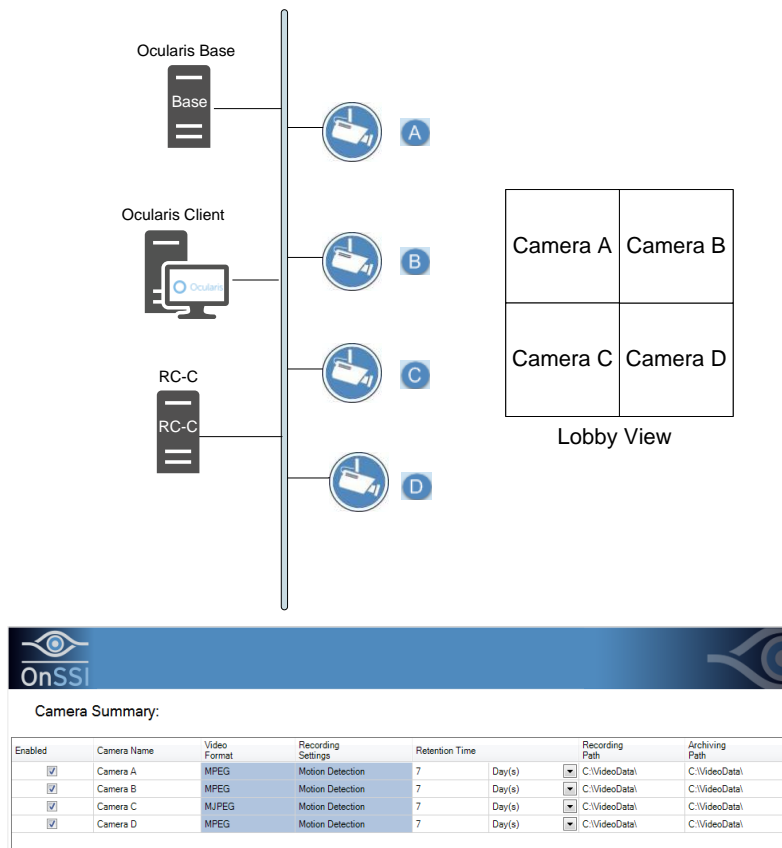 Ocularis Base
Base
A
Ocularis Client
Ocularis
B
Camera A Camera B
Camera C Camera D
Lobby View
RC-C
RC-C
C
D
OnSSI
Camera Summary:
Enabled Camera Name Video Format Recording Settings Retention Time Recording Path Archiving Path
Camera A MPEG Motion Detection 7 Day(s) C:\VideoData\ C:\VideoData\
Camera B MPEG Motion Detection 7 Day(s) C:\VideoData\ C:\VideoData\
Camera C MJPEG Motion Detection 7 Day(s) C:\VideoData\ C:\VideoData\
Camera D MPEG Motion Detection 7 Day(s) C:\VideoData\ C:\VideoData\